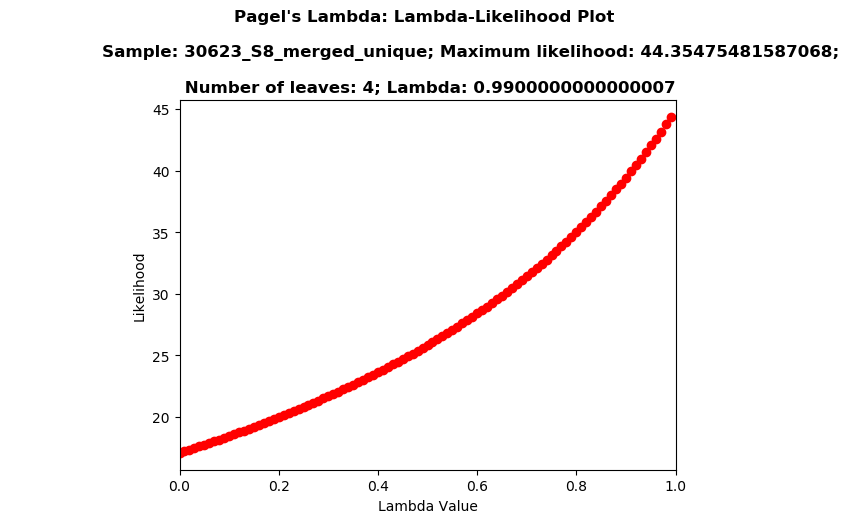 Pagel's Lambda: Lambda-Likelihood Plot
Sample: 30623_S8_merged_unique; Maximum likelihood: 44.35475481587068;
Number of leaves: 4; Lambda: 0.9900000000000007
45
40
35
30
25
20
Likelihood
0.0 0.2 0.4 0.6 0.8 1.0
Lambda Value